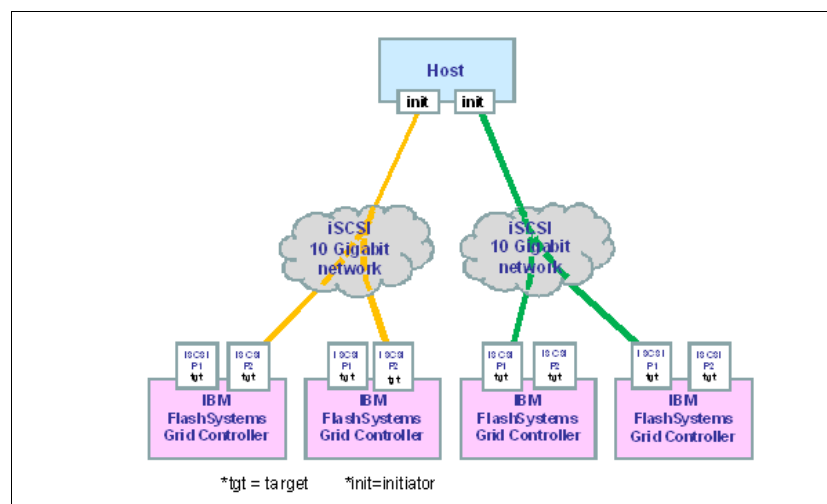 Host
init
init
iSCSI
10 Gigabit
network
iSCSI
10 Gigabit
network
iSCSI
P1
tgt
iSCSI
P2
tgt
iSCSI
P1
tgt
iSCSI
P2
tgt
iSCSI
P1
tgt
iSCSI
P2
tgt
iSCSI
P1
tgt
iSCSI
P2
tgt
IBM
FlashSystems
Grid Controller
IBM
FlashSystems
Grid Controller
IBM
FlashSystems
Grid Controller
IBM
FlashSystems
Grid Controller
*tgt = target
*init=initiator